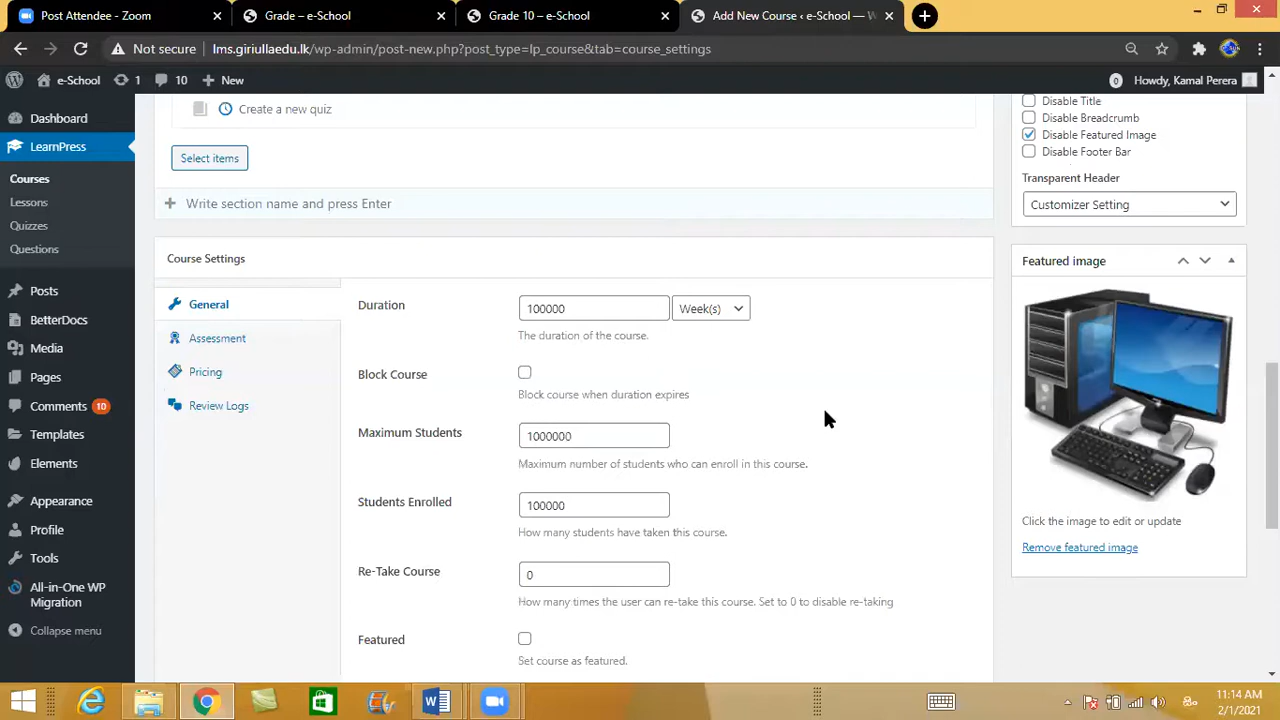 Post Attendee - Zoom
Grade – e-School
Grade 10 – e-School
Add New Course ‹ e-School — W
Not secure
lms.giriullaedu.lk/wp-admin/post-new.php?post_type=lp_course&tab=course_settings
e-School
1
10
New
0
Howdy, Kamal Perera
Dashboard
LearnPress
Courses
Lessons
Quizzes
Questions
Posts
BetterDocs
Media
Pages
Comments 10
Templates
Elements
Appearance
Profile
Tools
All-in-One WP
Migration
Collapse menu
Create a new quiz
Select items
Write section name and press Enter
Course Settings
General
Assessment
Pricing
Review Logs
Duration
100000
Week(s)
The duration of the course.
Block Course
Block course when duration expires
Maximum Students
1000000
Maximum number of students who can enroll in this course.
Students Enrolled
100000
How many students have taken this course.
Re-Take Course
0
How many times the user can re-take this course. Set to 0 to disable re-taking
Featured
Set course as featured.
Disable Title
Disable Breadcrumb
Disable Featured Image
Disable Footer Bar
Transparent Header
Customizer Setting
Featured image
Click the image to edit or update
Remove featured image
11:14 AM
2/1/2021